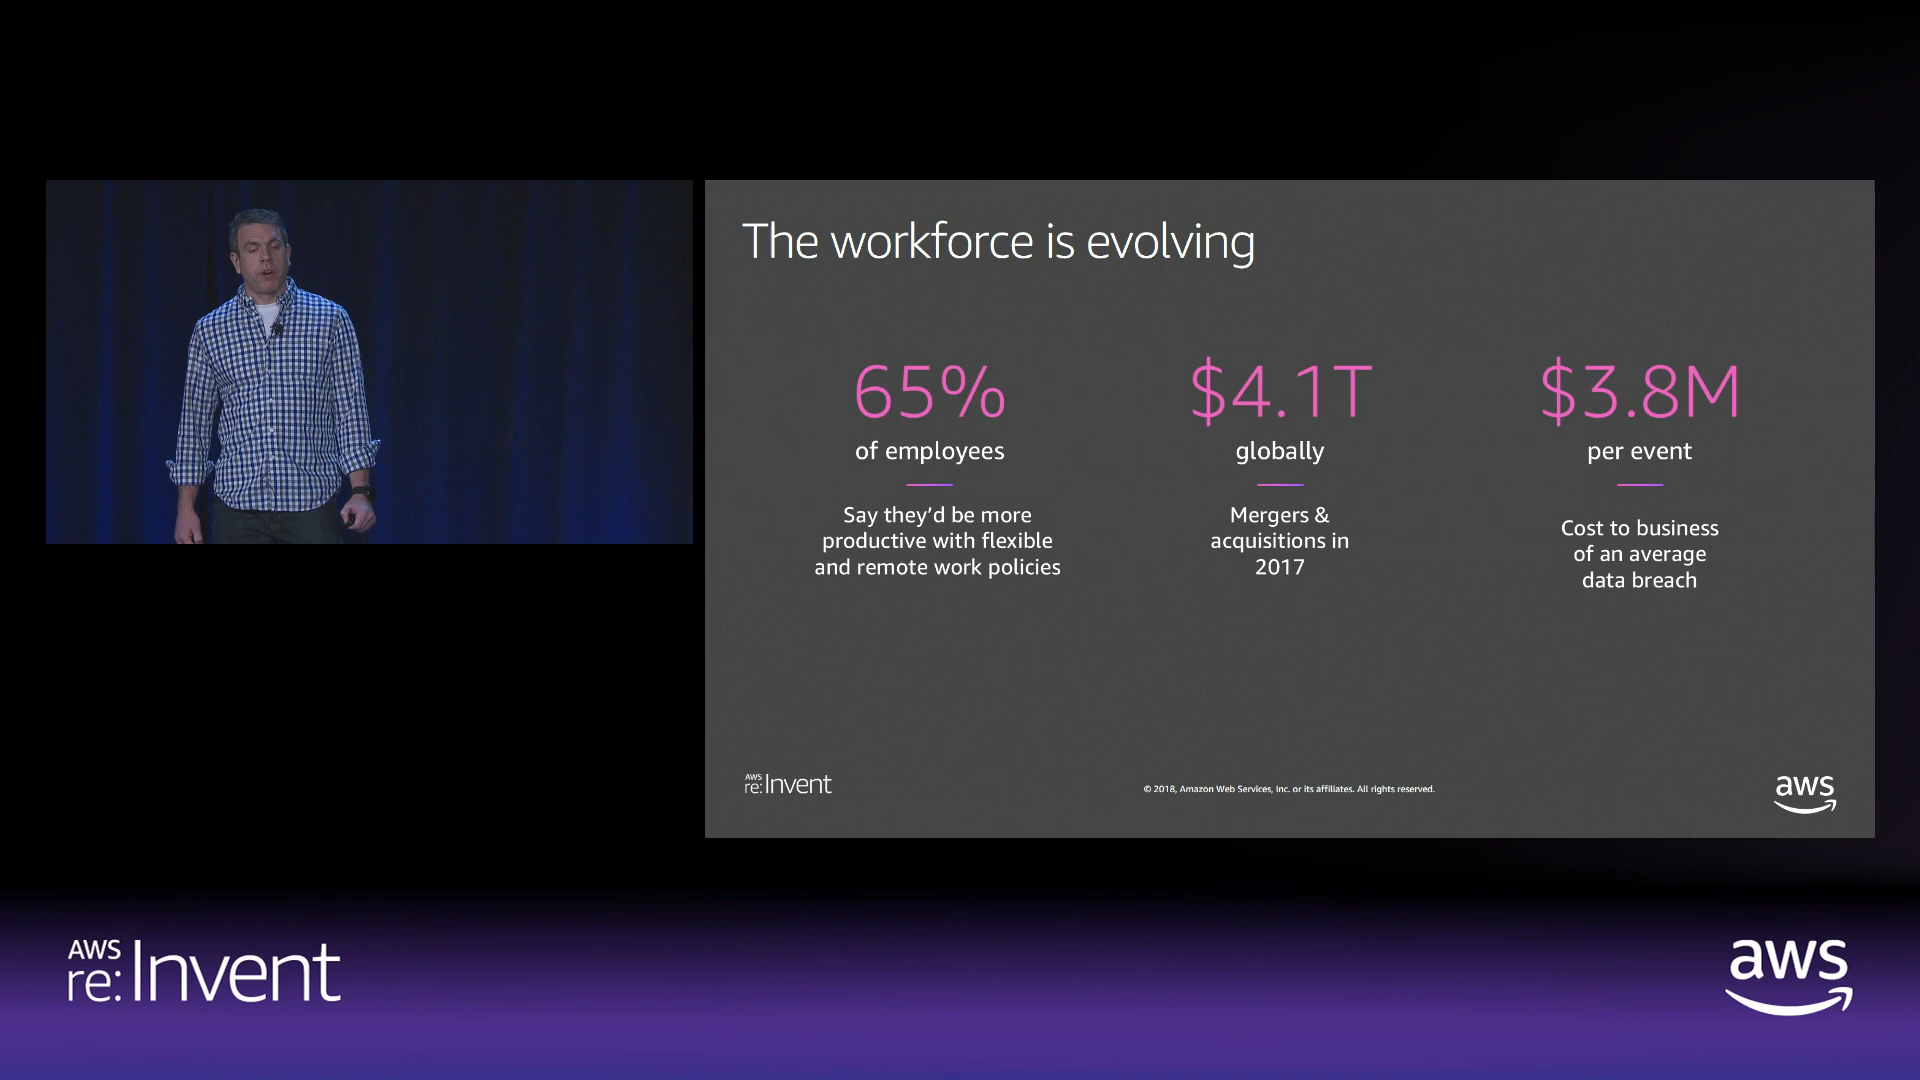 The workforce is evolving
65%
of employees
Say they’d be more
productive with flexible
and remote work policies
$4.1T
globally
Mergers &
acquisitions in
2017
$3.8M
per event
Cost to business
of an average
data breach
AWS
re:Invent
© 2018, Amazon Web Services, Inc. or its affiliates. All rights reserved.
aws
AWS
re:Invent
aws